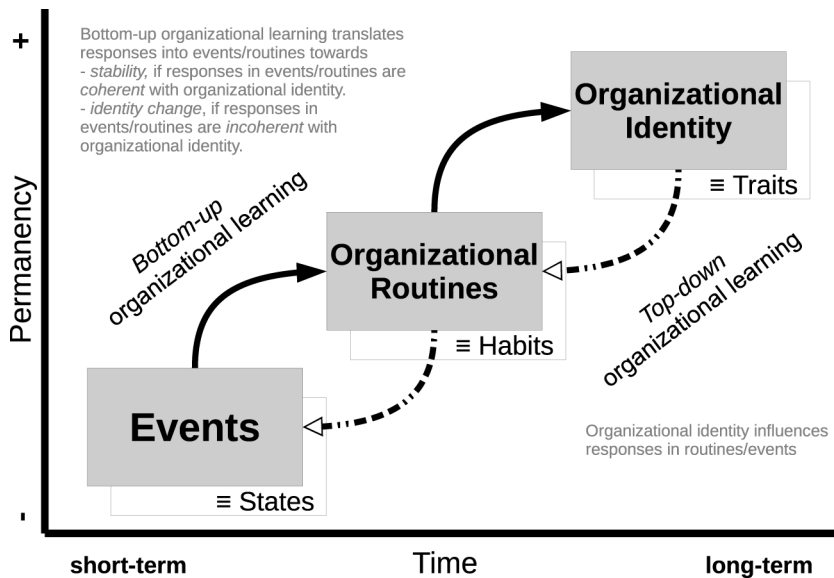 +
Bottom-up organizational learning translates
responses into events/routines towards
- stability, if responses in events/routines are
coherent with organizational identity.
- identity change, if responses in
events/routines are incoherent with
organizational identity.
Organizational
Identity
≡ Traits
Bottom-up
organizational learning
Organizational
Routines
≡ Habits
Top-down
organizational learning
Permanency
Events
≡ States
Organizational identity influences
responses in routines/events
-
short-term
Time
long-term